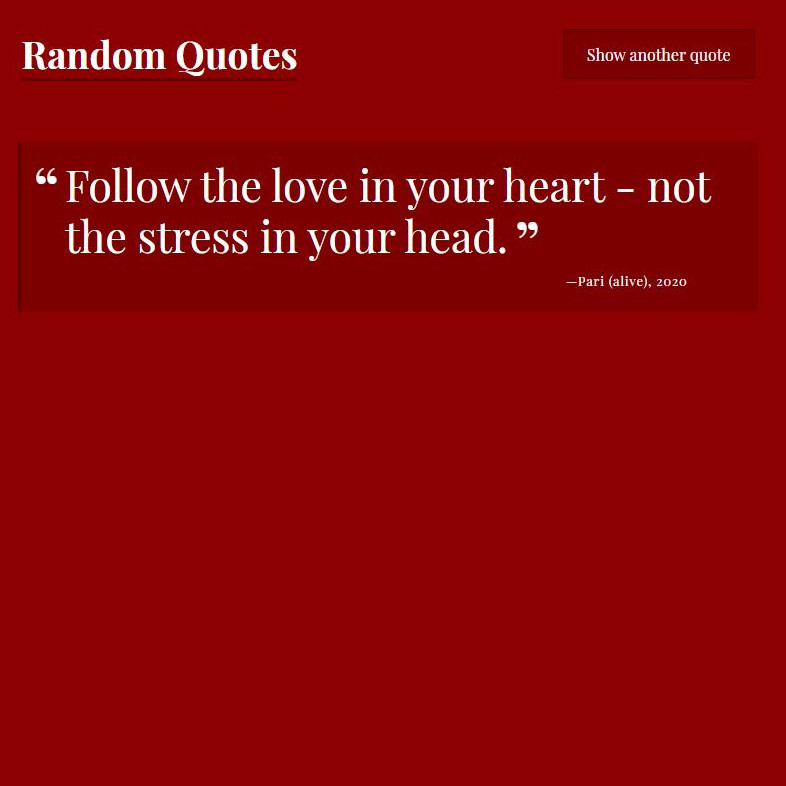 Random Quotes
Show another quote
“ Follow the love in your heart - not
the stress in your head. ”
—Pari (alive), 2020